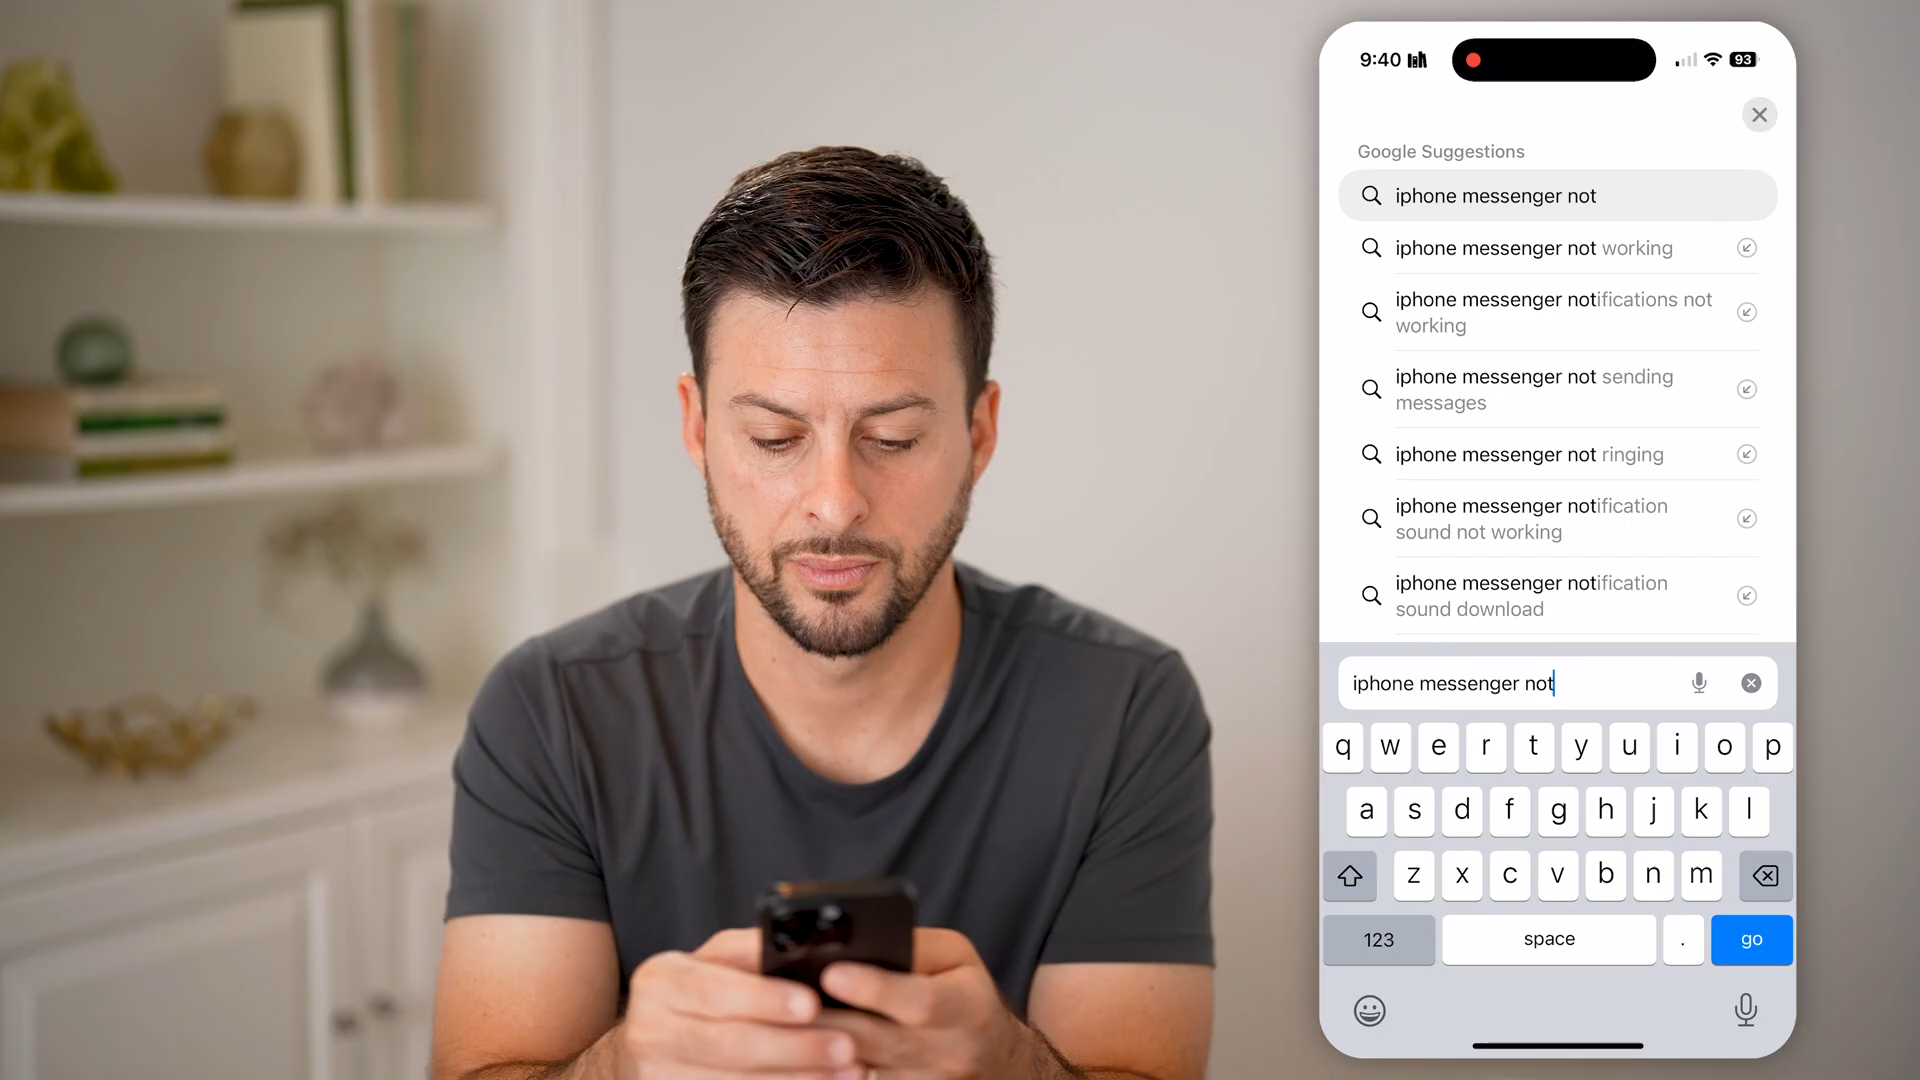 9:40
93
Google Suggestions
iphone messenger not
iphone messenger not working
iphone messenger notifications not
working
iphone messenger not sending
messages
iphone messenger not ringing
iphone messenger notification
sound not working
iphone messenger notification
sound download
iphone messenger not
q w e r t y u i o p
a s d f g h j k l
z x c v b n m
123 space . go